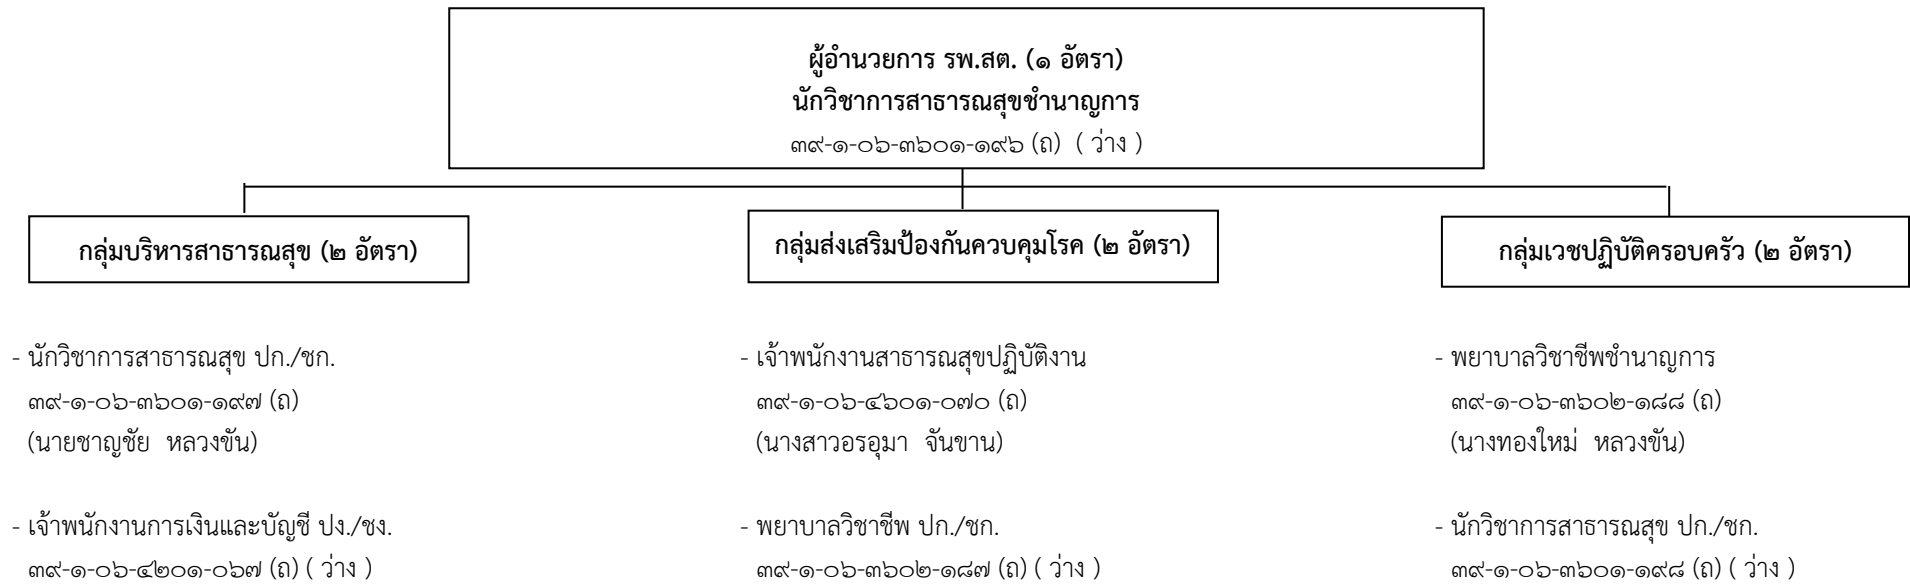 ผู้อำนวยการ รพ.สต. (๑ อัตรา)
นักวิชาการสาธารณสุขชำนาญการ
๓๙-๑-๐๖-๓๖๐๑-๑๙๖ (ถ) ( ว่าง )
กลุ่มบริหารสาธารณสุข (๒ อัตรา)
- นักวิชาการสาธารณสุข ปก./ชก.
๓๙-๑-๐๖-๓๖๐๑-๑๙๗ (ถ)
(นายชาญชัย หลวงขัน)
- เจ้าพนักงานการเงินและบัญชี ปง./ชง.
๓๙-๑-๐๖-๔๒๐๑-๐๖๗ (ถ) ( ว่าง )
กลุ่มส่งเสริมป้องกันควบคุมโรค (๒ อัตรา)
- เจ้าพนักงานสาธารณสุขปฏิบัติงาน
๓๙-๑-๐๖-๔๖๐๑-๐๗๐ (ถ)
(นางสาวอรอุมา จันขาน)
- พยาบาลวิชาชีพ ปก./ชก.
๓๙-๑-๐๖-๓๖๐๒-๑๘๗ (ถ) ( ว่าง )
กลุ่มเวชปฏิบัติครอบครัว (๒ อัตรา)
- พยาบาลวิชาชีพชำนาญการ
๓๙-๑-๐๖-๓๖๐๒-๑๘๘ (ถ)
(นางทองใหม่ หลวงขัน)
- นักวิชาการสาธารณสุข ปก./ชก.
๓๙-๑-๐๖-๓๖๐๑-๑๙๘ (ถ) ( ว่าง )